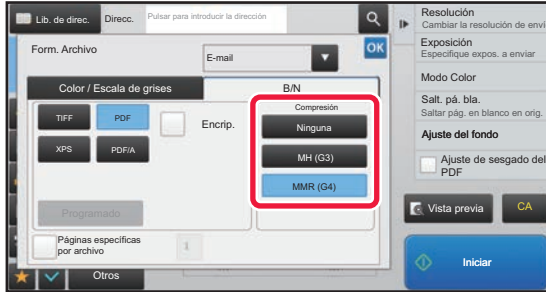 Lib. de direc.
Direcc.
Pulsar para introducir la dirección
Form. Archivo
E-mail
OK
Color / Escala de grises
B/N
TIFF
PDF
Encrip.
XPS
PDF/A
Programado
Compresión
Ninguna
MH (G3)
MMR (G4)
Páginas especificas
por archivo
1
Otros
Resolución
Cambiar la resolución de envi
Exposición
Especifique expos. a enviar
Modo Color
Salt. pá. bla.
Saltar pág. en blanco en orig.
Ajuste del fondo
Ajuste de sesgado del
PDF
Vista previa
CA
Iniciar